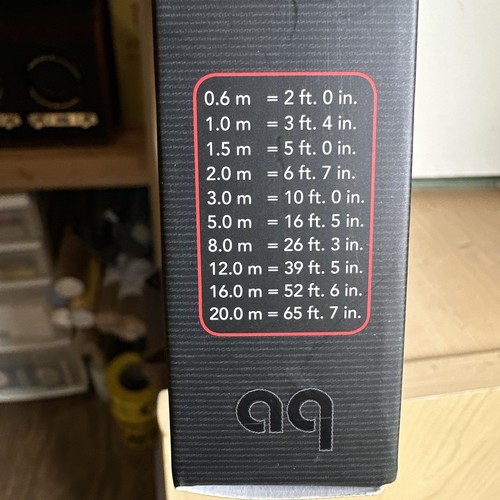 0.6 m = 2 ft. 0 in.
1.0 m = 3 ft. 4 in.
1.5 m = 5 ft. 0 in.
2.0 m = 6 ft. 7 in.
3.0 m = 10 ft. 0 in.
5.0 m = 16 ft. 5 in.
8.0 m = 26 ft. 3 in.
12.0 m = 39 ft. 5 in.
16.0 m = 52 ft. 6 in.
20.0 m = 65 ft. 7 in.
aq